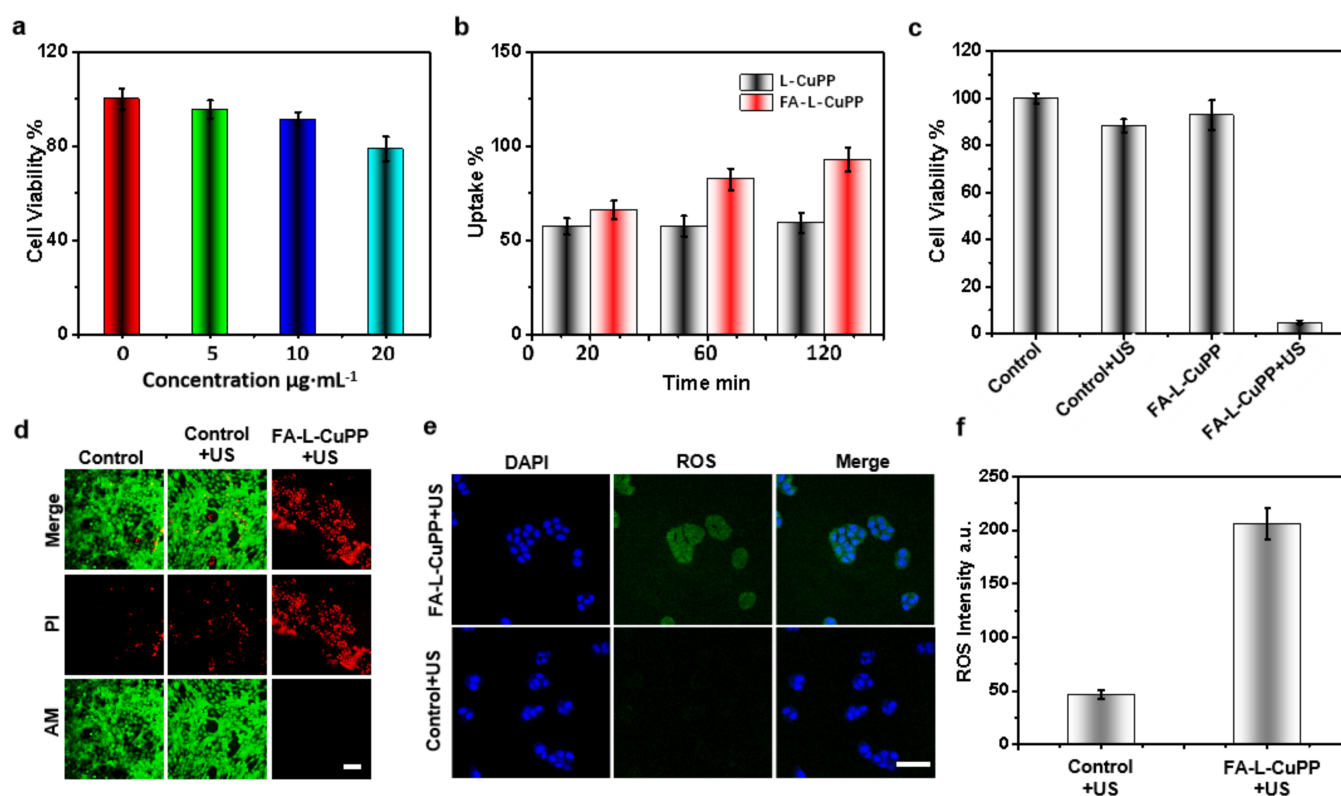 a
120
80
40
0
Cell Viability %
0 5 10 20
Concentration μg·mL-1
b
150
100
50
0
Uptake %
L-CuPP
FA-L-CuPP
0 20 60 120
Time min
c
120
100
80
60
40
20
0
Cell Viability %
Control
Control+US
FA-L-CuPP
FA-L-CuPP+US
d
Control
Control
+US
FA-L-CuPP
+US
Merge
PI
AM
e
DAPI ROS Merge
FA-L-CuPP+US
Control+US
f
250
200
150
100
50
0
ROS Intensity a.u.
Control
+US
FA-L-CuPP
+US